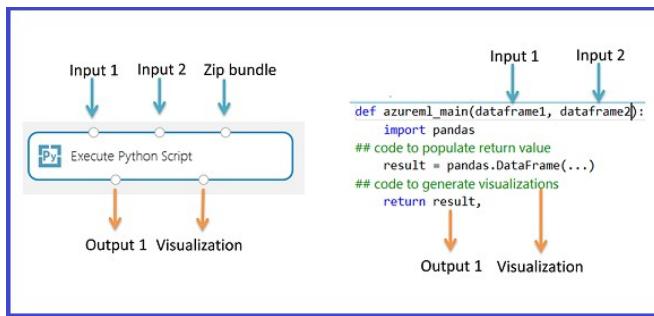 Input 1 Input 2 Zip bundle
Py Execute Python Script
Output 1 Visualization
Input 1 Input 2
def azureml_main(dataframe1, dataframe2):
import pandas
## code to populate return value
result = pandas.DataFrame(...)
## code to generate visualizations
return result,
Output 1 Visualization